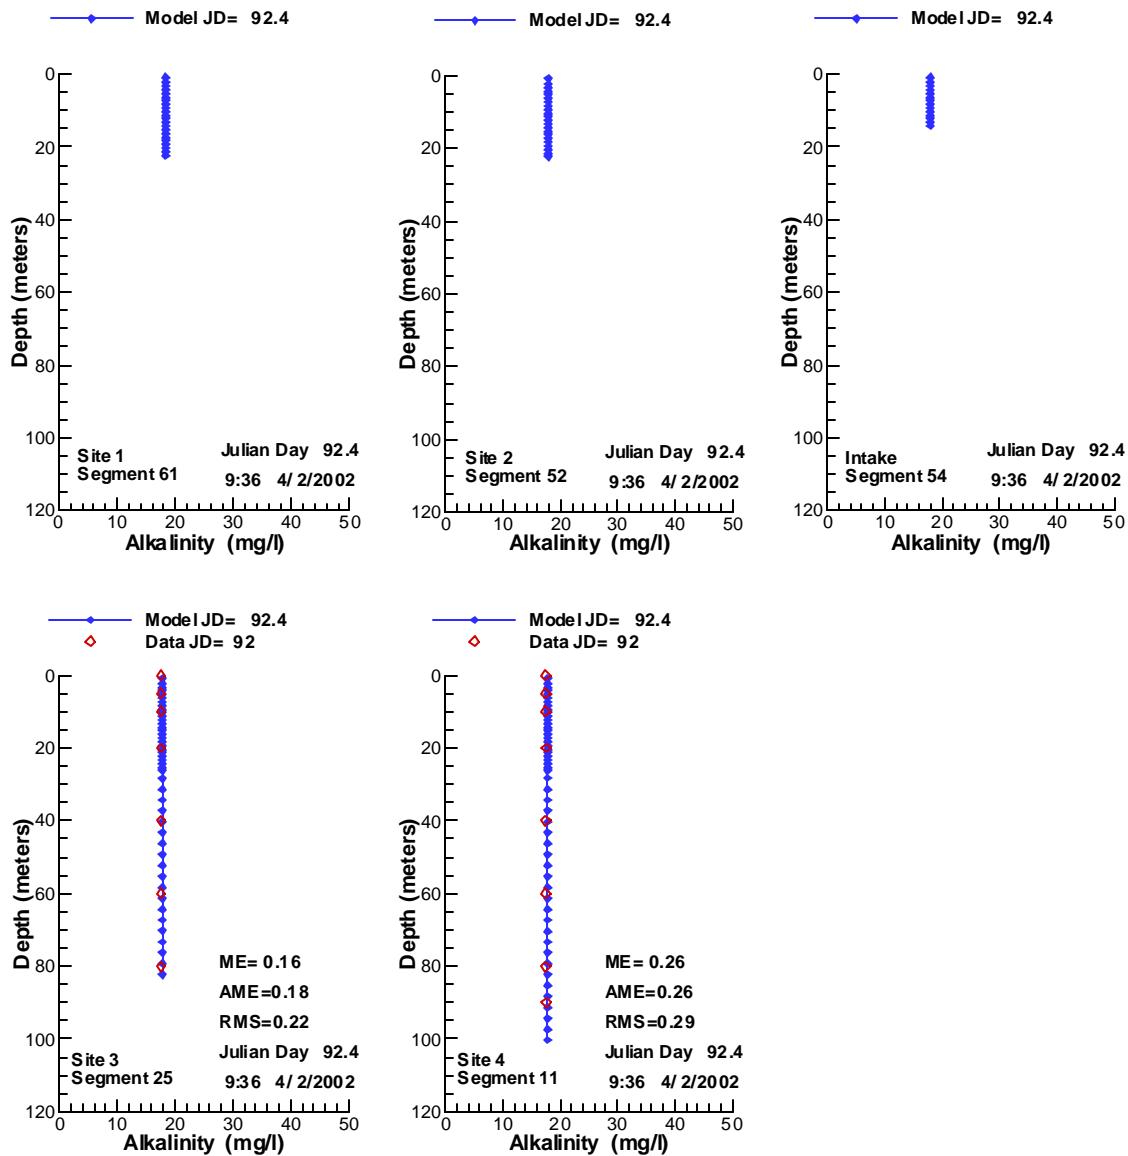 Model JD= 92.4
0
20
40
60
80
100
120
Depth (meters)
Site 1
Segment 61
Julian Day 92.4
9:36 4/2/2002
0 10 20 30 40 50
Alkalinity (mg/l)
Model JD= 92.4
0
20
40
60
80
100
120
Depth (meters)
Site 2
Segment 52
Julian Day 92.4
9:36 4/2/2002
0 10 20 30 40 50
Alkalinity (mg/l)
Model JD= 92.4
0
20
40
60
80
100
120
Depth (meters)
Intake
Segment 54
Julian Day 92.4
9:36 4/2/2002
0 10 20 30 40 50
Alkalinity (mg/l)
Model JD= 92.4
Data JD= 92
0
20
40
60
80
100
120
Depth (meters)
ME= 0.16
AME=0.18
RMS=0.22
Site 3
Segment 25
Julian Day 92.4
9:36 4/2/2002
0 10 20 30 40 50
Alkalinity (mg/l)
Model JD= 92.4
Data JD= 92
0
20
40
60
80
100
120
Depth (meters)
ME= 0.26
AME=0.26
RMS=0.29
Site 4
Segment 11
Julian Day 92.4
9:36 4/2/2002
0 10 20 30 40 50
Alkalinity (mg/l)